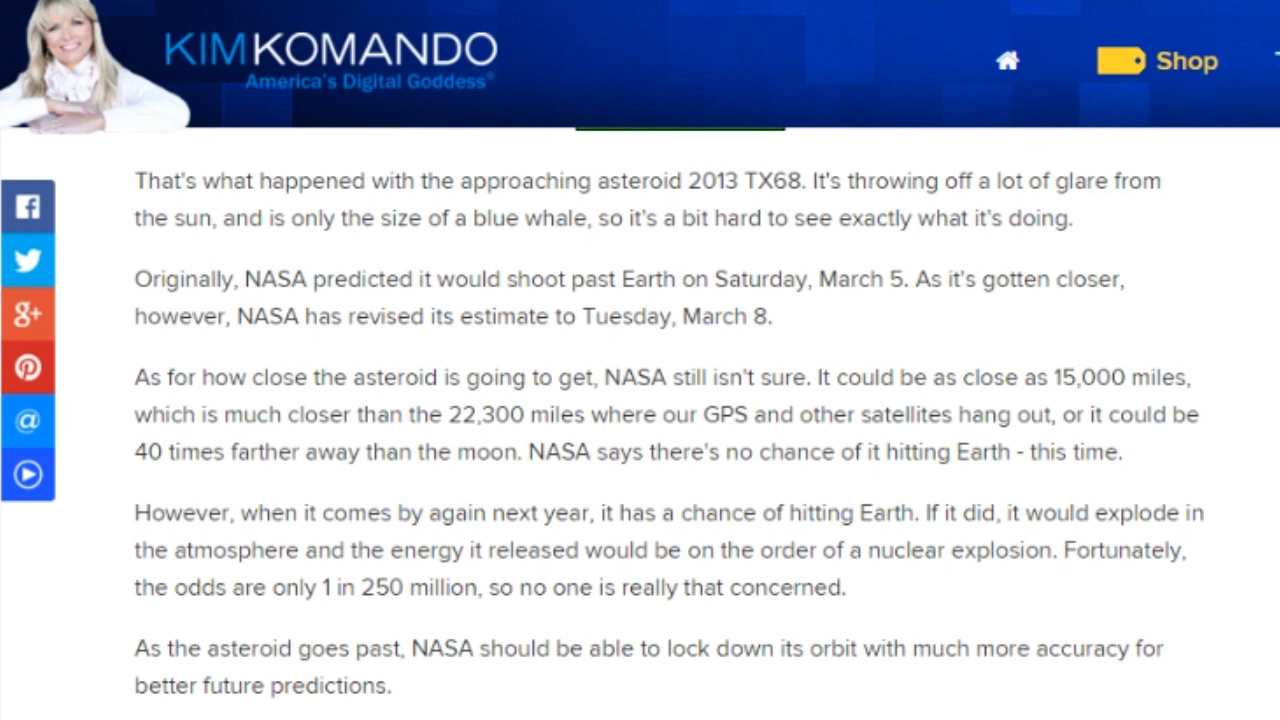 KIMKOMANDO
America's Digital Goddess®
Shop
That's what happened with the approaching asteroid 2013 TX68. It's throwing off a lot of glare from
the sun, and is only the size of a blue whale, so it's a bit hard to see exactly what it's doing.
Originally, NASA predicted it would shoot past Earth on Saturday, March 5. As it's gotten closer,
however, NASA has revised its estimate to Tuesday, March 8.
As for how close the asteroid is going to get, NASA still isn't sure. It could be as close as 15,000 miles,
which is much closer than the 22,300 miles where our GPS and other satellites hang out, or it could be
40 times farther away than the moon. NASA says there's no chance of it hitting Earth - this time.
However, when it comes by again next year, it has a chance of hitting Earth. If it did, it would explode in
the atmosphere and the energy it released would be on the order of a nuclear explosion. Fortunately,
the odds are only 1 in 250 million, so no one is really that concerned.
As the asteroid goes past, NASA should be able to lock down its orbit with much more accuracy for
better future predictions.